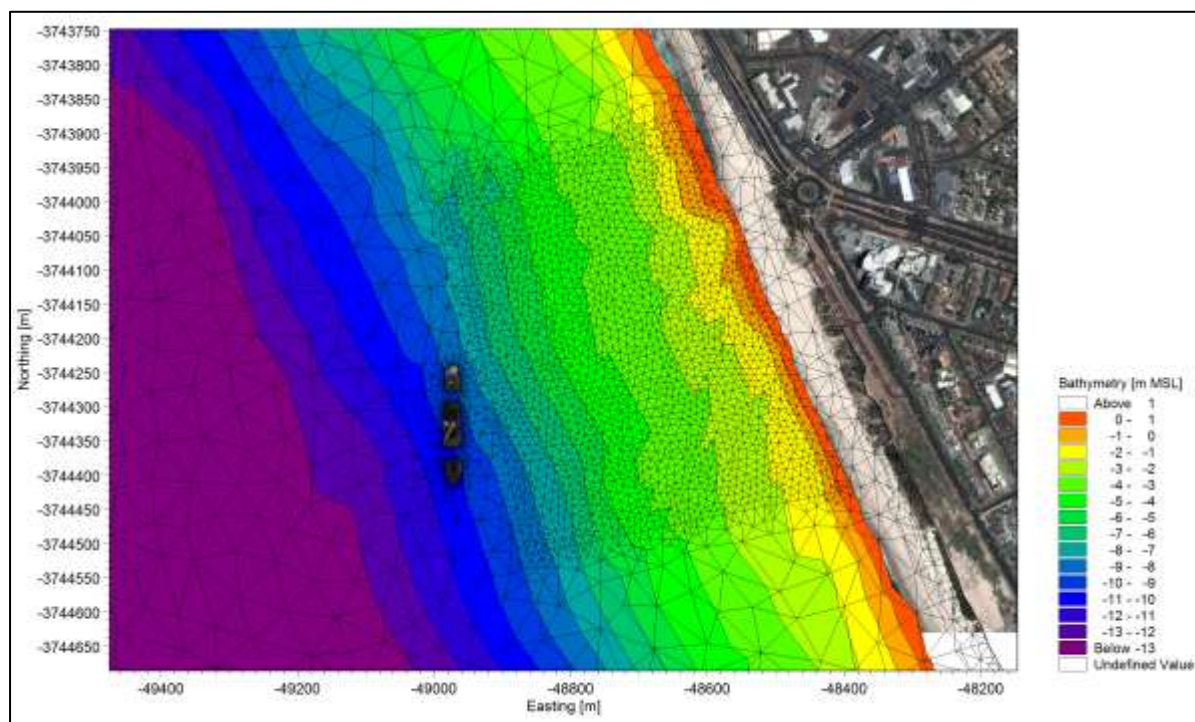 -3743750
-3743800
-3743850
-3743900
-3743950
-3744000
-3744050
-3744100
-3744150
-3744200
-3744250
-3744300
-3744350
-3744400
-3744450
-3744500
-3744550
-3744600
-3744650
Northing [m]
-49400 -49200 -49000 -48800 -48600 -48400 -48200
Easting [m]
Bathymetry [m MSL]
Above 1
0 - 1
-1 - 0
-2 - -1
-3 - -2
-4 - -3
-5 - -4
-6 - -5
-7 - -6
-8 - -7
-9 - -8
-10 - -9
-11 - -10
-12 - -11
-13 - -12
Below -13
Undefined Value